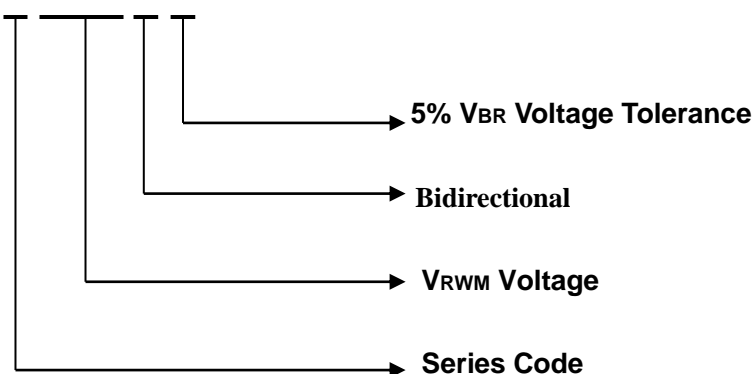 5% VBR Voltage Tolerance
Bidirectional
VRWM Voltage
Series Code